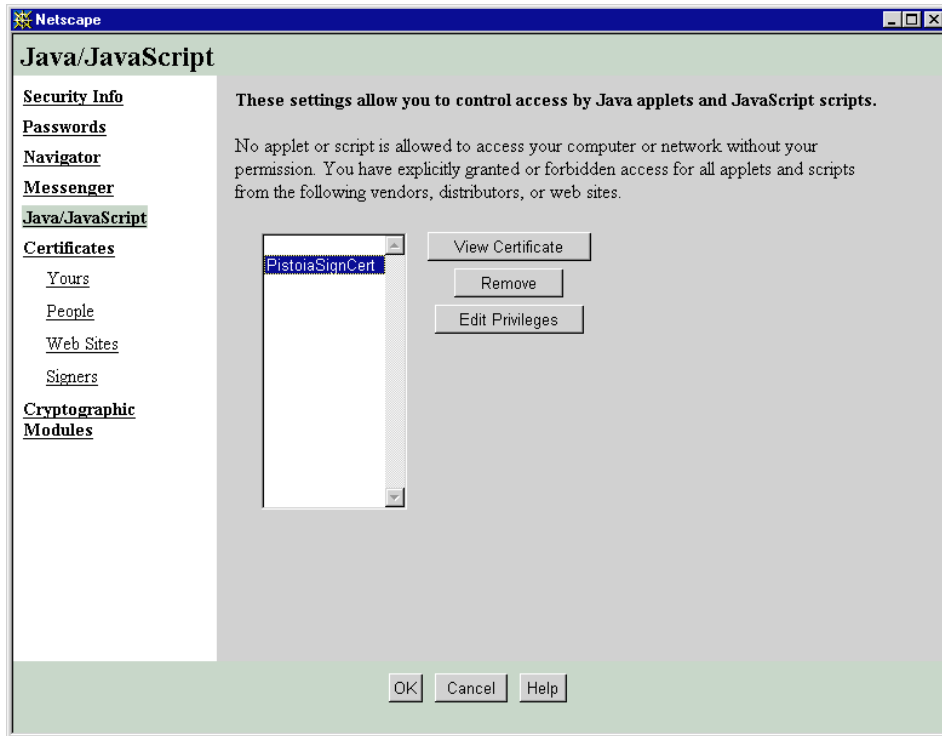 Netscape
Java/JavaScript
Security Info
Passwords
Navigator
Messenger
Java/JavaScript
Certificates
Yours
People
Web Sites
Signers
Cryptographic
Modules
These settings allow you to control access by Java applets and JavaScript scripts.
No applet or script is allowed to access your computer or network without your
permission. You have explicitly granted or forbidden access for all applets and scripts
from the following vendors, distributors, or web sites.
PistoiaSignCert
View Certificate
Remove
Edit Privileges
OK Cancel Help